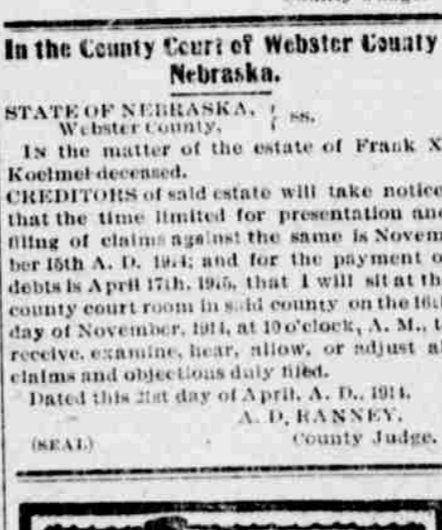 In the County Court of Webster County
Nebraska.
STATE OF NEBRASKA, } ss.
Webster County,
IN the matter of the estate of Frank X
Koelmel deceased.
CREDITORS of said estate will take notice
that the time limited for presentation and
filing of claims against the same is Novem
ber 15th A. D. 1914; and for the payment o
debts is April 17th, 1915, that I will sit at th
county court room in said county on the 16th
day of November, 1914, at 10 o'clock, A. M., t
receive, examine, hear, allow, or adjust al
claims and objections duly filed.
Dated this 21st day of April, A. D., 1914.
A. D. RANNEY,
(SEAL) County Judge.